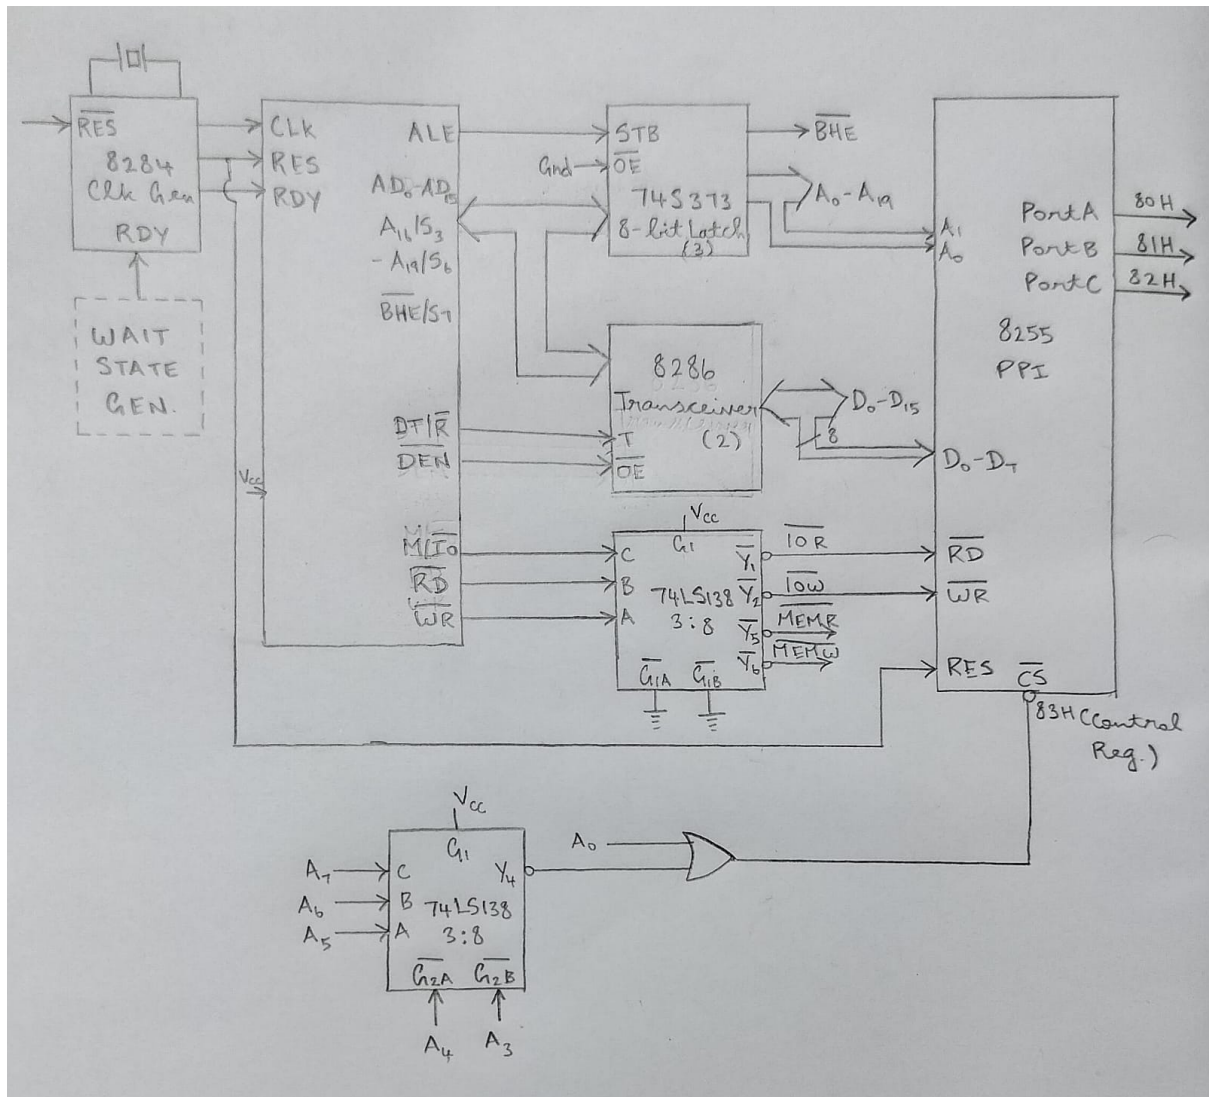 RES
8284
Clk Gen
RDY
WAIT
STATE
GEN.
CLK
RES
RDY
ALE
AD₀-AD₁₅
A₁₆/S₃
- A₁₉/S₆
BHE/S7
DT/R
DEN
M/IO
RD
WR
Vcc
STB
Gnd
OE
74S373
8-bit Latch
(3)
BHE
A₀-A₁₉
8286
Transceiver
(2)
T
OE
D₀-D₁₅
8
D₀-D₇
Vcc
G1
C
B
A
74LS138
3:8
Y₁
Y₂
Y₅
Y₆
G1A G1B
IOR
IOW
MEMR
MEMW
A₁
A₀
Port A
Port B
Port C
80H
81H
82H
8255
PPI
RD
WR
RES
CS
83H (Control
Reg.)
Vcc
G1
A₇
A₆
A₅
C
B
A
Y₄
74LS138
3:8
G2A G2B
A₄
A₃
A₀